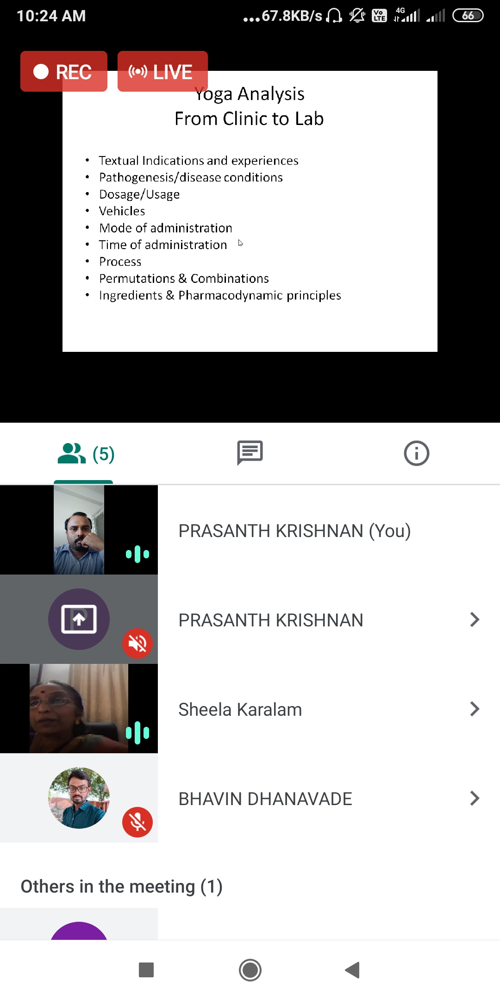 10:24 AM
...67.8KB/s Vo LTE 4G 66
REC LIVE
Yoga Analysis
From Clinic to Lab
• Textual Indications and experiences
• Pathogenesis/disease conditions
• Dosage/Usage
• Vehicles
• Mode of administration
• Time of administration
• Process
• Permutations & Combinations
• Ingredients & Pharmacodynamic principles
(5)
PRASANTH KRISHNAN (You)
P
PRASANTH KRISHNAN
Sheela Karalam
BHAVIN DHANAVADE
Others in the meeting (1)